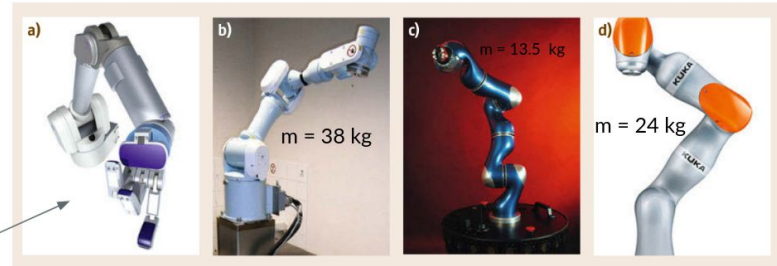 a)
b)
c)
d)
m = 38 kg
m = 13.5 kg
m = 24 kg
KUKA
KUKA